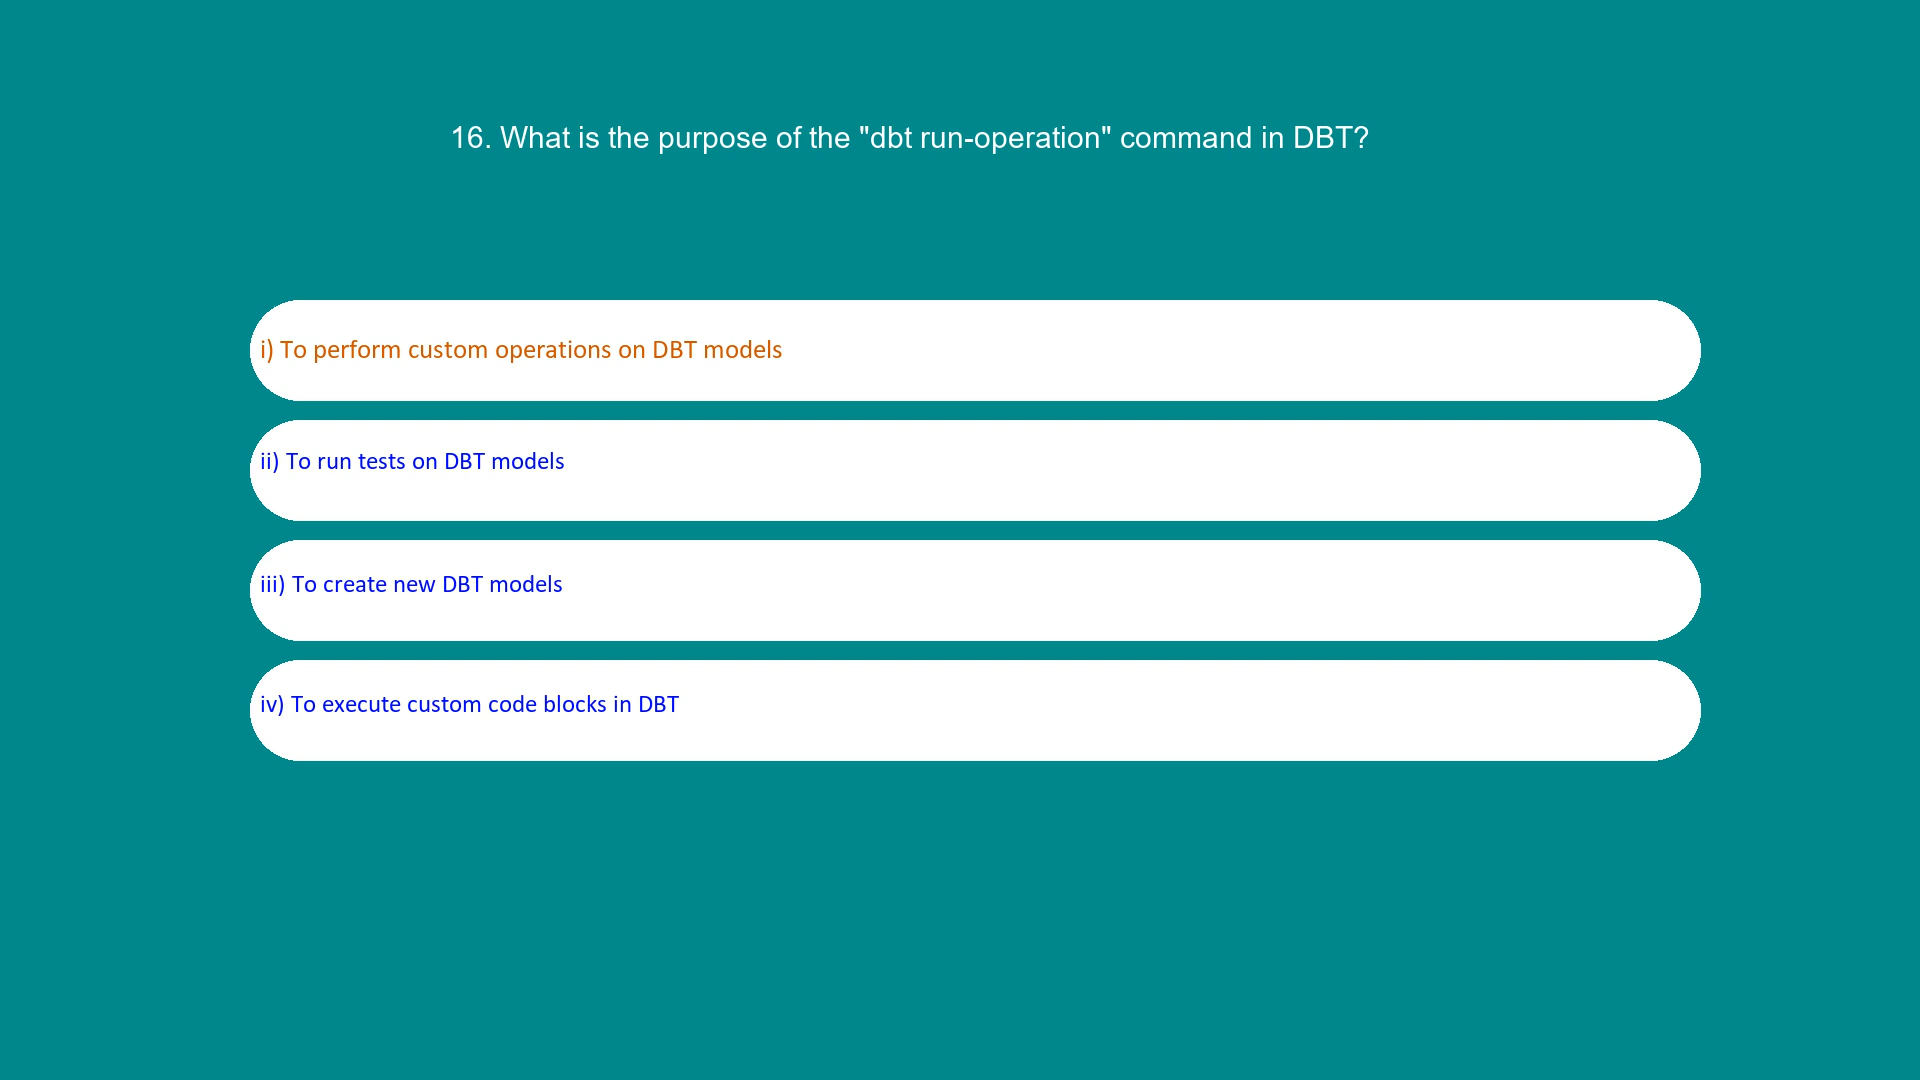 16. What is the purpose of the "dbt run-operation" command in DBT?
i) To perform custom operations on DBT models
ii) To run tests on DBT models
iii) To create new DBT models
iv) To execute custom code blocks in DBT